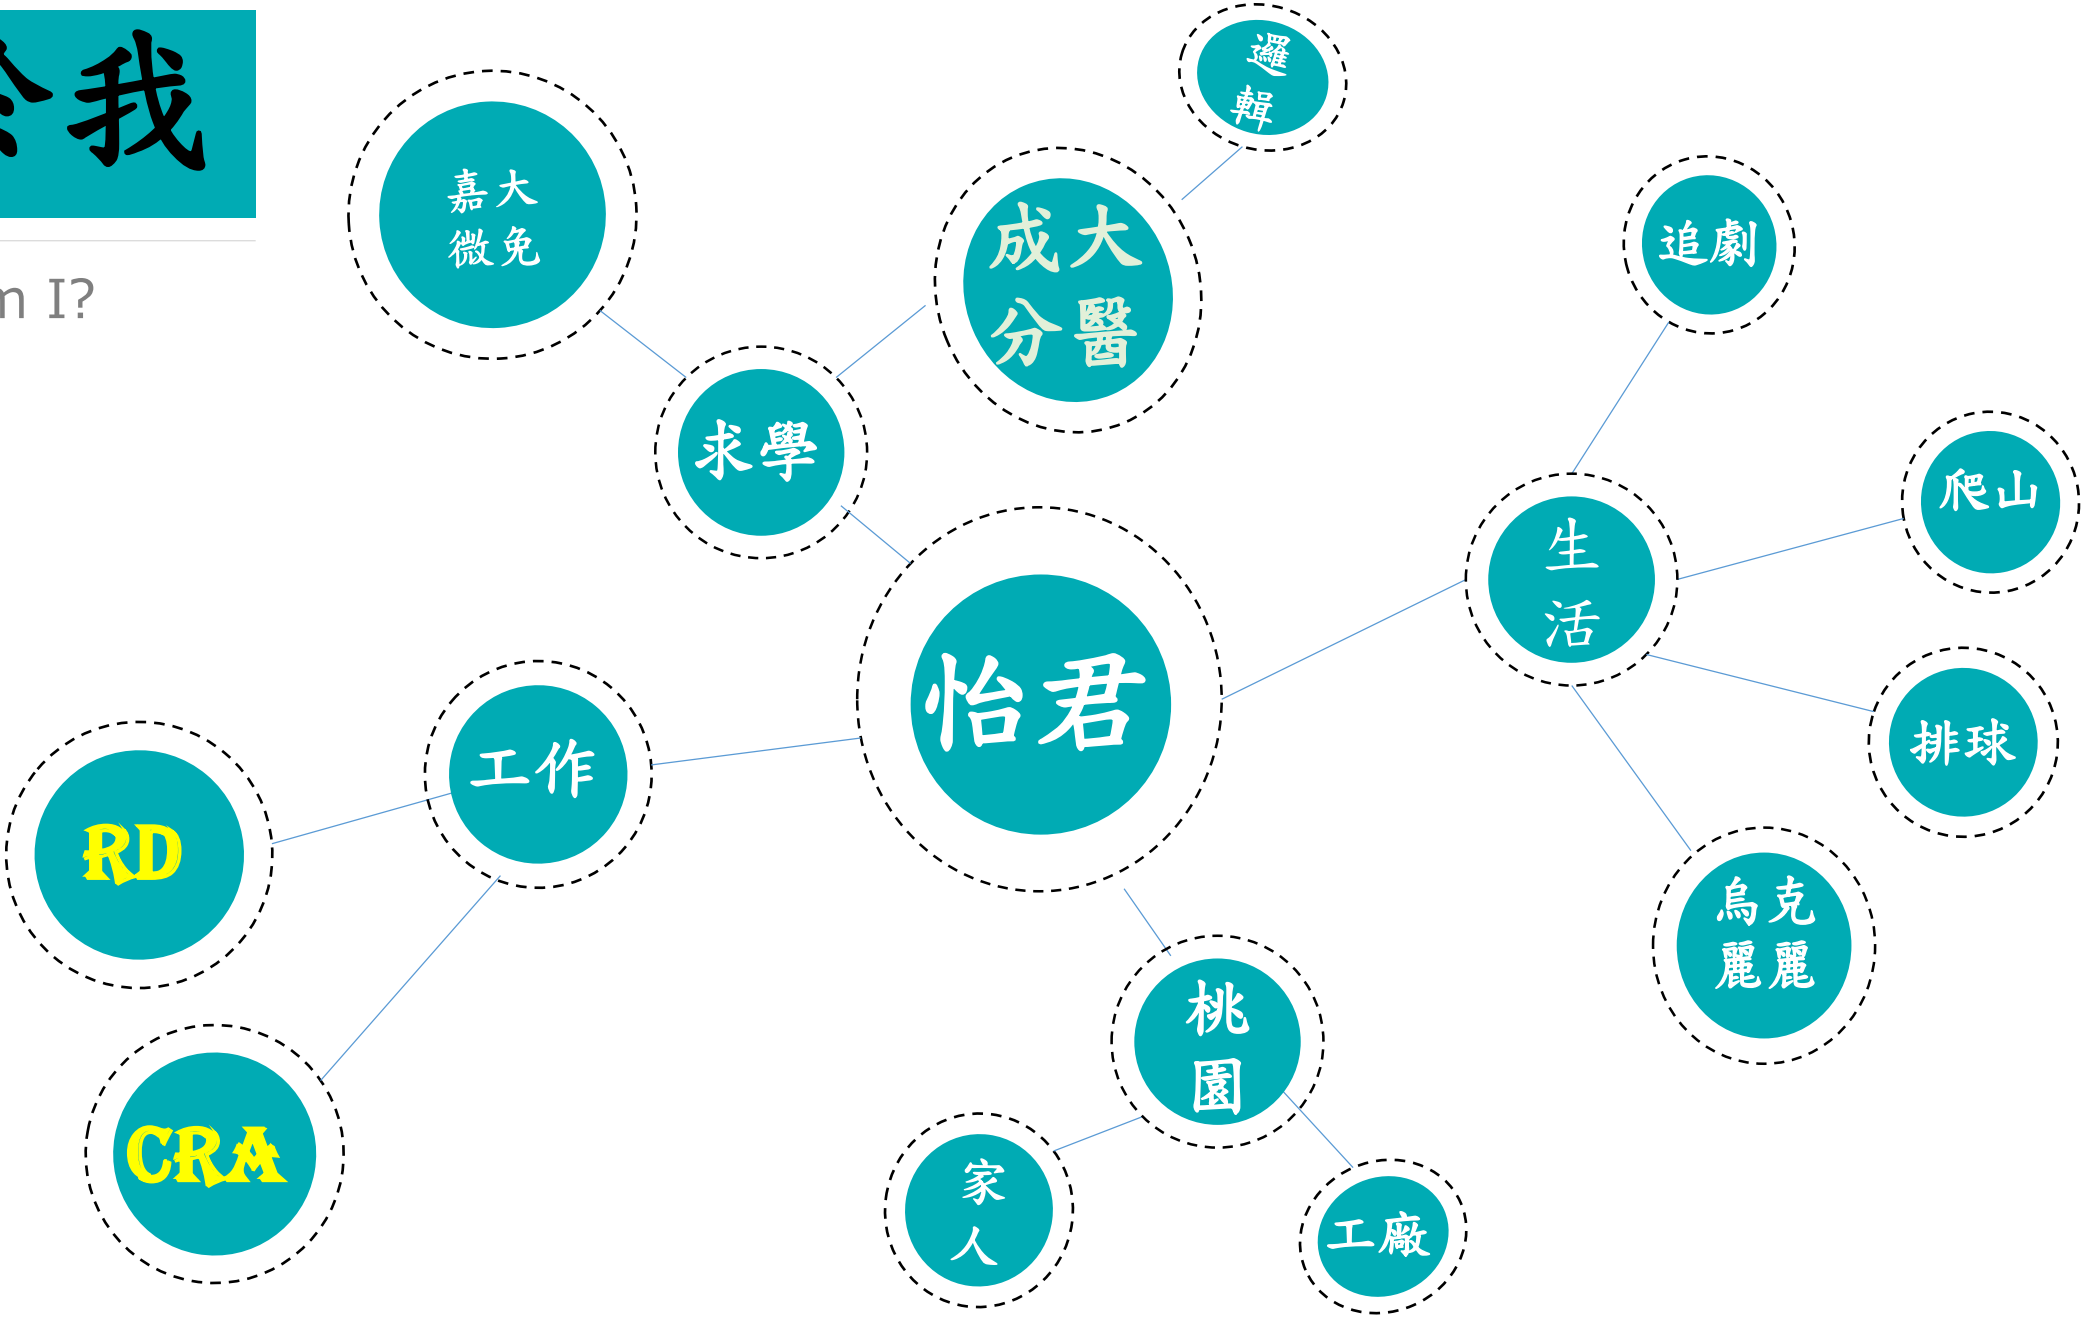 於我
m I?
邏
輯
嘉大
微免
成大
分醫
追劇
求學
爬山
生
活
怡君
排球
工作
RD
烏克
麗麗
桃
園
CRA
家
人
工廠